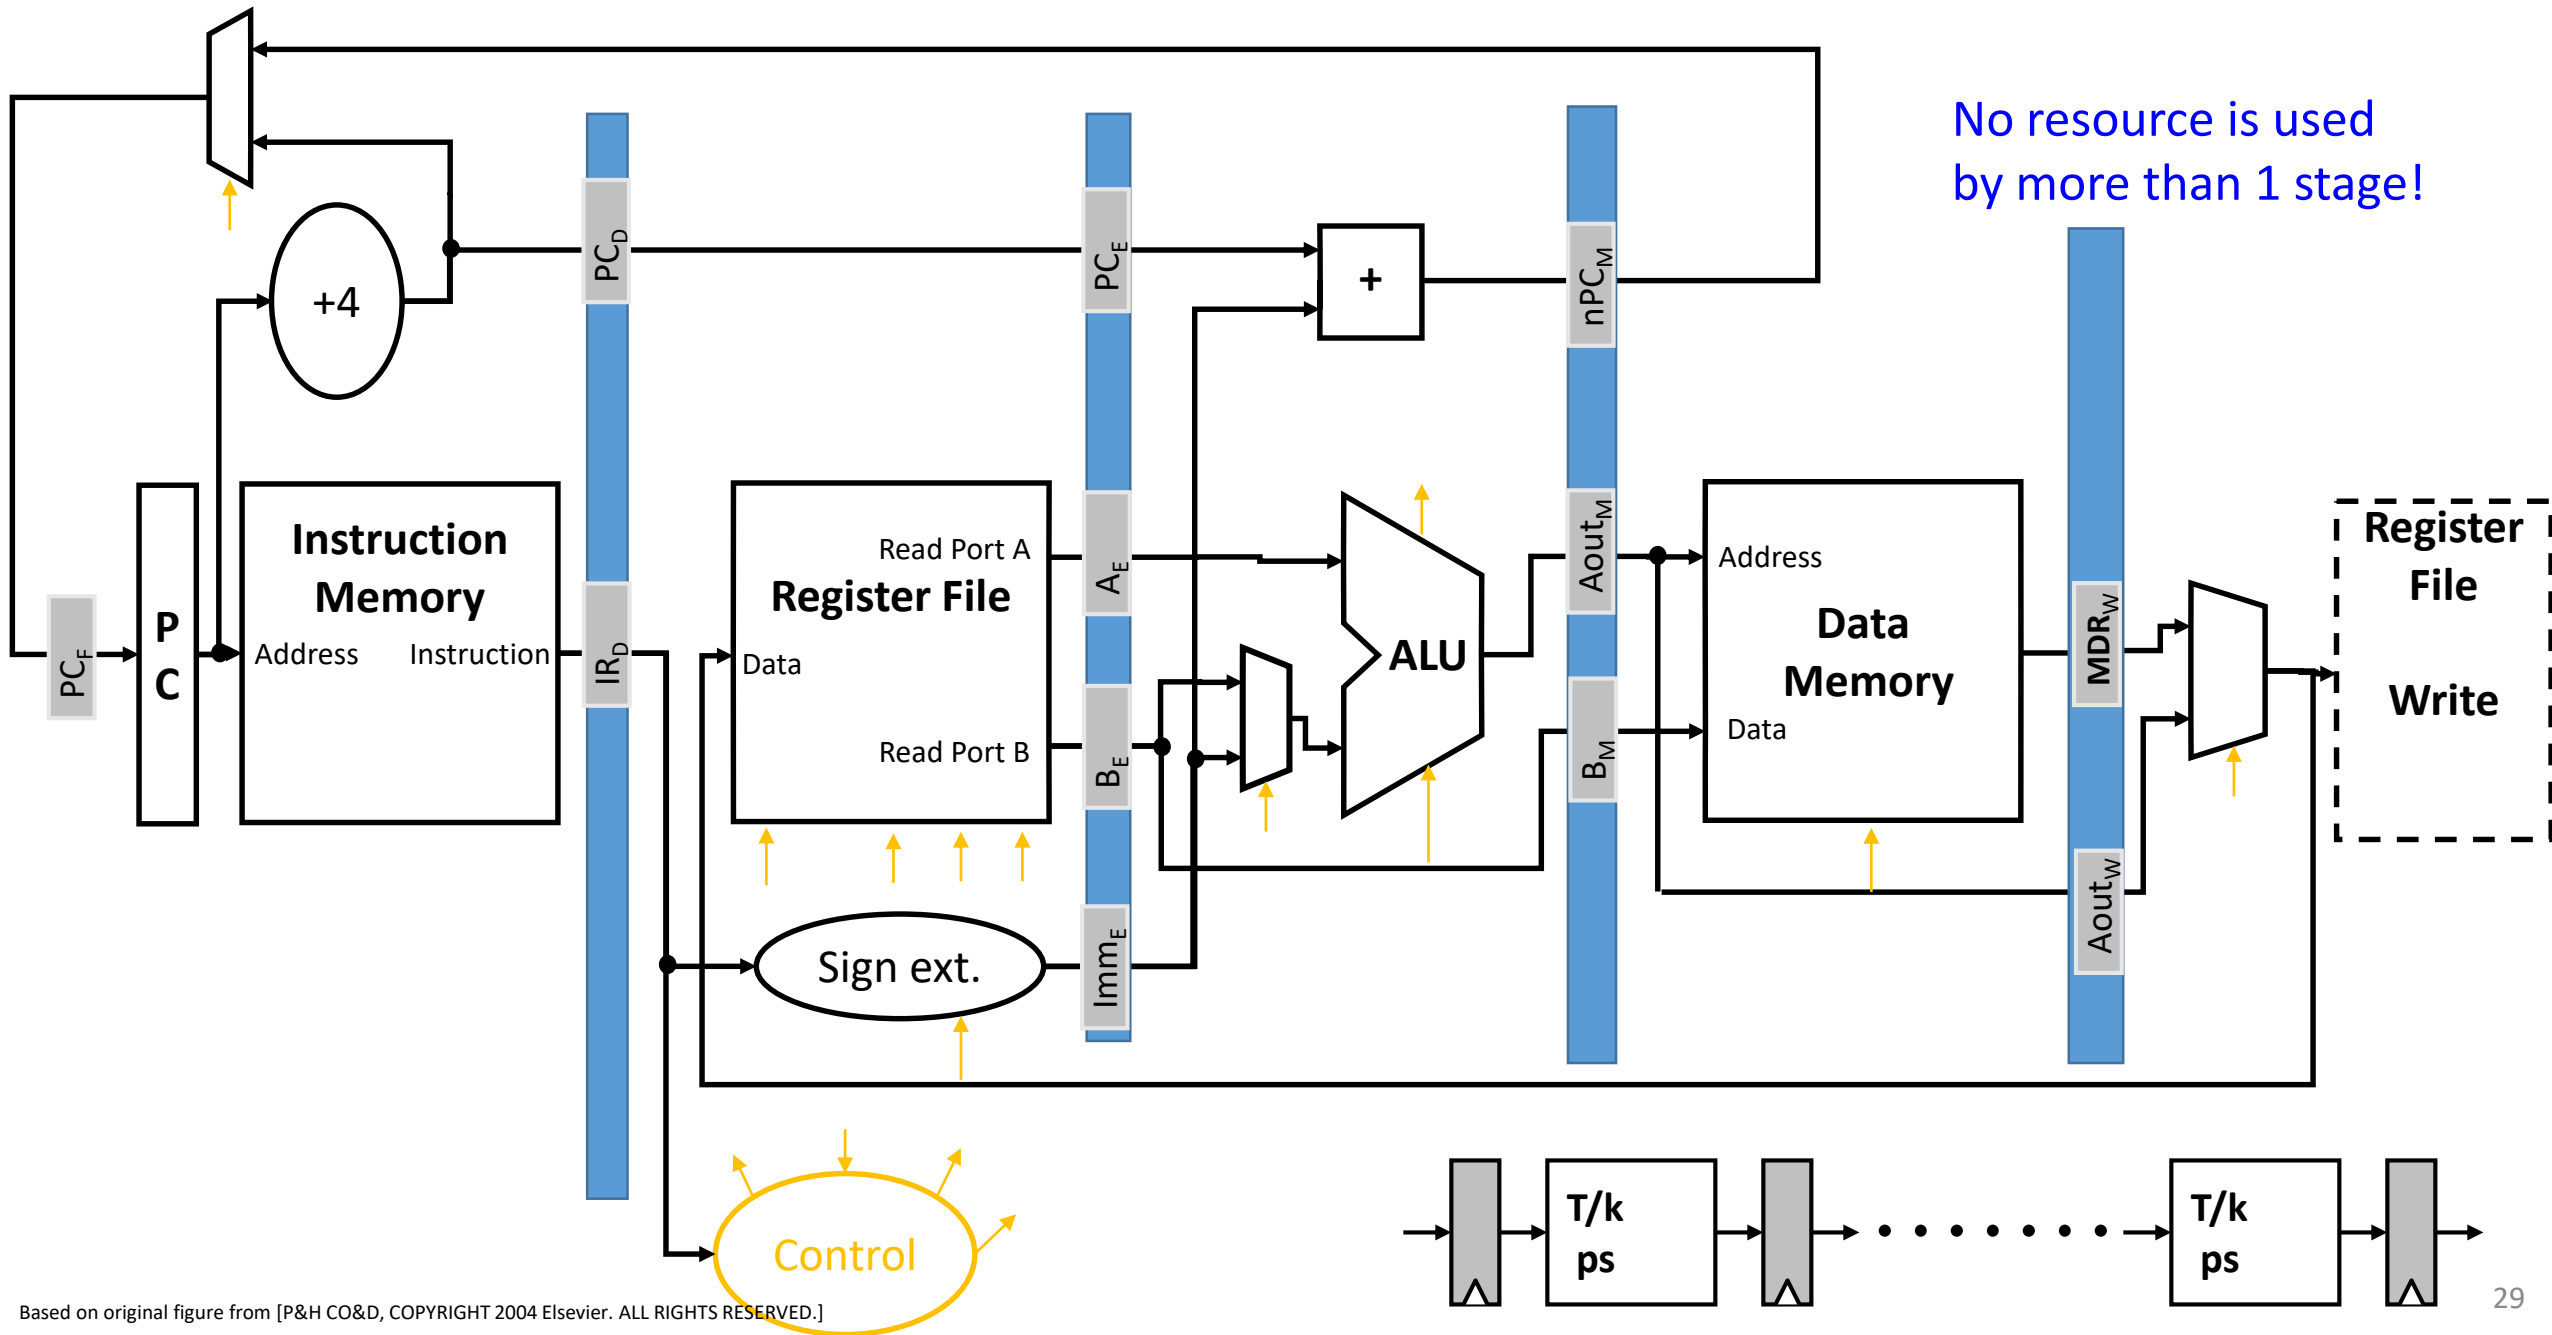 No resource is used
by more than 1 stage!
+4
PC_D
PC_E
+
nPC_M
PC_F
P
C
Instruction
Memory
Address
Instruction
IR_D
Read Port A
Register File
Data
Read Port B
A_E
B_E
Imm_E
ALU
Aout_M
B_M
Address
Data
Memory
Data
MDR_W
Aout_W
Register
File
Write
Sign ext.
Control
T/k
ps
T/k
ps
Based on original figure from [P&H CO&D, COPYRIGHT 2004 Elsevier. ALL RIGHTS RESERVED.]
29